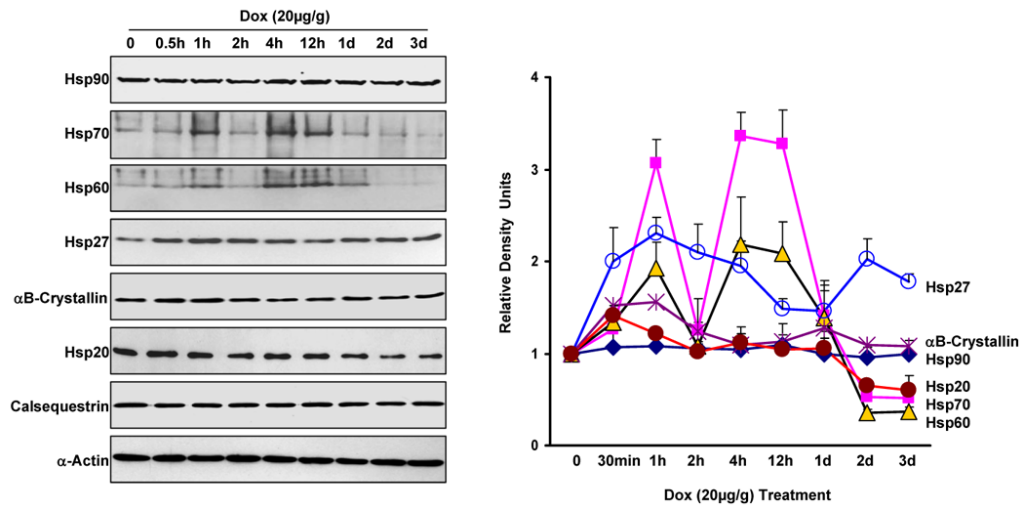 Dox (20µg/g)
0 0.5h 1h 2h 4h 12h 1d 2d 3d
Hsp90
Hsp70
Hsp60
Hsp27
αB-Crystallin
Hsp20
Calsequestrin
α-Actin
Relative Density Units
4
3
2
1
0
0 30min 1h 2h 4h 12h 1d 2d 3d
Dox (20µg/g) Treatment
Hsp27
αB-Crystallin
Hsp90
Hsp20
Hsp70
Hsp60